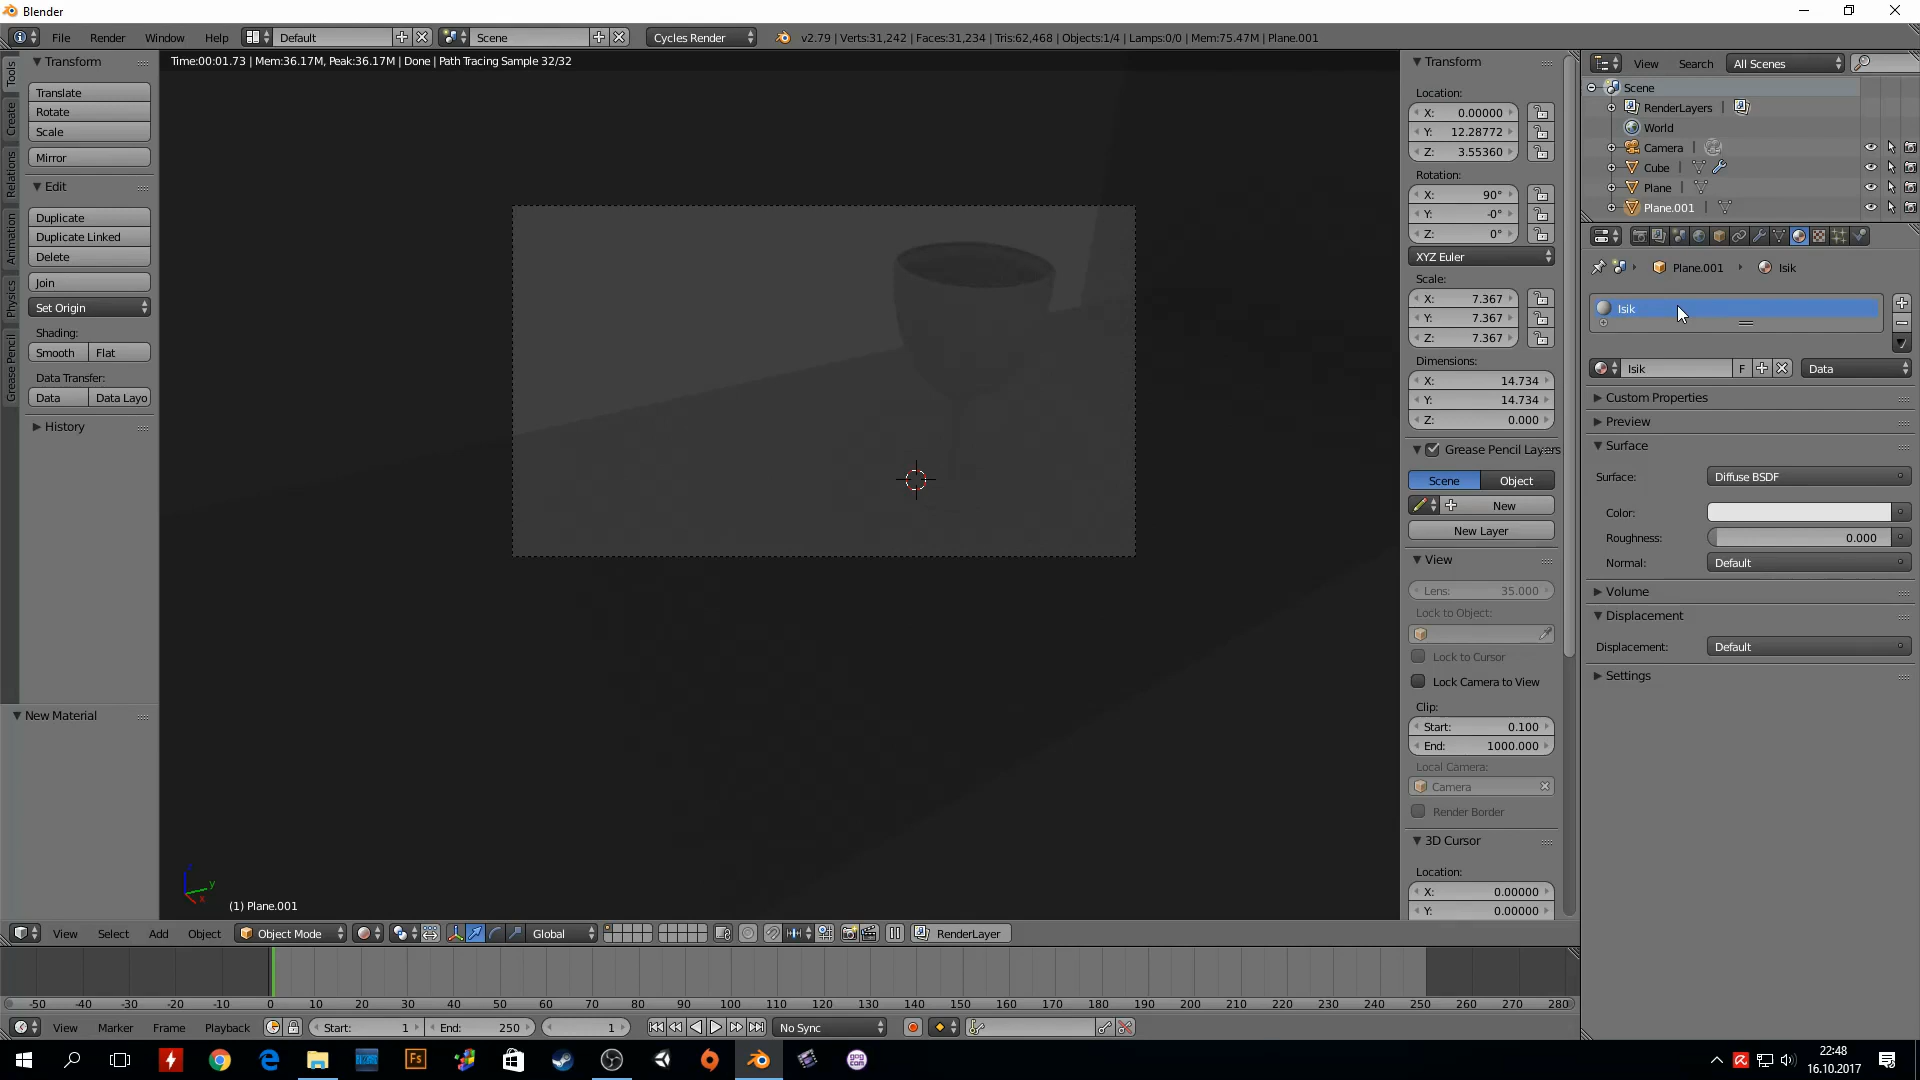 Blender
File Render Window Help Default Scene Cycles Render v2.79 | Verts:31,242 | Faces:31,234 | Tris:62,468 | Objects:1/4 | Lamps:0/0 | Mem:75.47M | Plane.001
Time:00:01.73 | Mem:36.17M, Peak:36.17M | Done | Path Tracing Sample 32/32
Tools
Create
Relations
Animation
Physics
Grease Pencil
Transform
Translate
Rotate
Scale
Mirror
Edit
Duplicate
Duplicate Linked
Delete
Join
Set Origin
Shading:
Smooth Flat
Data Transfer:
Data Data Layo
History
New Material
(1) Plane.001
Transform
Location:
X: 0.00000
Y: 12.28772
Z: 3.55360
Rotation:
X: 90°
Y: -0°
Z: 0°
XYZ Euler
Scale:
X: 7.367
Y: 7.367
Z: 7.367
Dimensions:
X: 14.734
Y: 14.734
Z: 0.000
Grease Pencil Layers
Scene Object
New
New Layer
View
Lens: 35.000
Lock to Object:
Lock to Cursor
Lock Camera to View
Clip:
Start: 0.100
End: 1000.000
Local Camera:
Camera
Render Border
3D Cursor
Location:
X: 0.00000
Y: 0.00000
View Search All Scenes
Scene
RenderLayers |
World
Camera |
Cube |
Plane |
Plane.001 |
Plane.001 Isik
Isik
Isik F Data
Custom Properties
Preview
Surface
Surface: Diffuse BSDF
Color:
Roughness: 0.000
Normal: Default
Volume
Displacement
Displacement: Default
Settings
View Select Add Object Object Mode Global RenderLayer
-50 -40 -30 -20 -10 0 10 20 30 40 50 60 70 80 90 100 110 120 130 140 150 160 170 180 190 200 210 220 230 240 250 260 270 280
View Marker Frame Playback Start: 1 End: 250 1 No Sync
Fs
22:48
16.10.2017